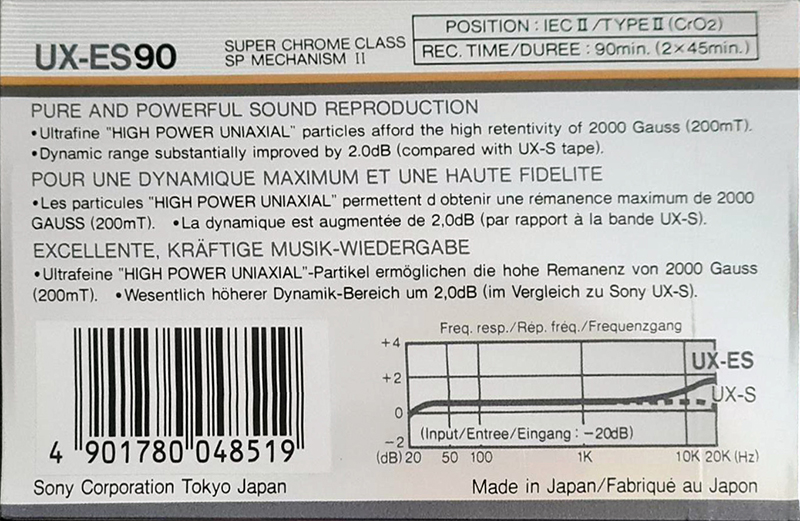 UX-ES90
SUPER CHROME CLASS
SP MECHANISM II
POSITION : IEC II / TYPE II (CrO2)
REC. TIME/DUREE : 90min. (2×45min.)
PURE AND POWERFUL SOUND REPRODUCTION
•Ultrafine "HIGH POWER UNIAXIAL" particles afford the high retentivity of 2000 Gauss (200mT).
•Dynamic range substantially improved by 2.0dB (compared with UX-S tape).
POUR UNE DYNAMIQUE MAXIMUM ET UNE HAUTE FIDELITE
•Les particules "HIGH POWER UNIAXIAL" permettent d obtenir une rémanence maximum de 2000
GAUSS (200mT). •La dynamique est augmentée de 2,0dB (par rapport à la bande UX-S).
EXCELLENTE, KRÄFTIGE MUSIK-WIEDERGABE
•Ultrafeine "HIGH POWER UNIAXIAL"-Partikel ermöglichen die hohe Remanenz von 2000 Gauss
(200mT). •Wesentlich höherer Dynamik-Bereich um 2,0dB (im Vergleich zu Sony UX-S).
4 901780 048519
Freq. resp./Rép. fréq./Frequenzgang
+4
+2
0
-2
UX-ES
UX-S
(Input/Entree/Eingang : -20dB)
(dB) 20 50 100 1K 10K 20K (Hz)
Sony Corporation Tokyo Japan
Made in Japan/Fabriqué au Japon